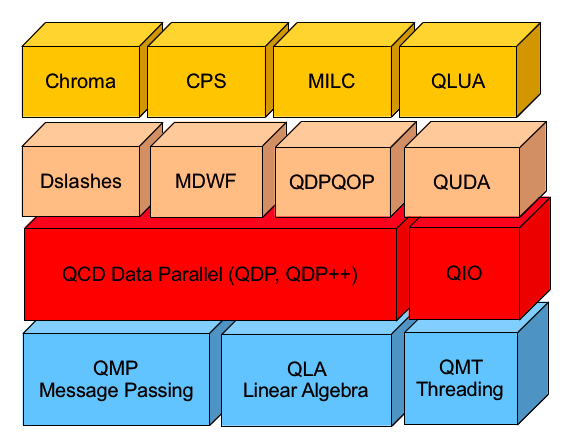 Chroma
CPS
MILC
QLUA
Dslashes
MDWF
QDPQOP
QUDA
QCD Data Parallel (QDP, QDP++)
QIO
QMP
Message Passing
QLA
Linear Algebra
QMT
Threading